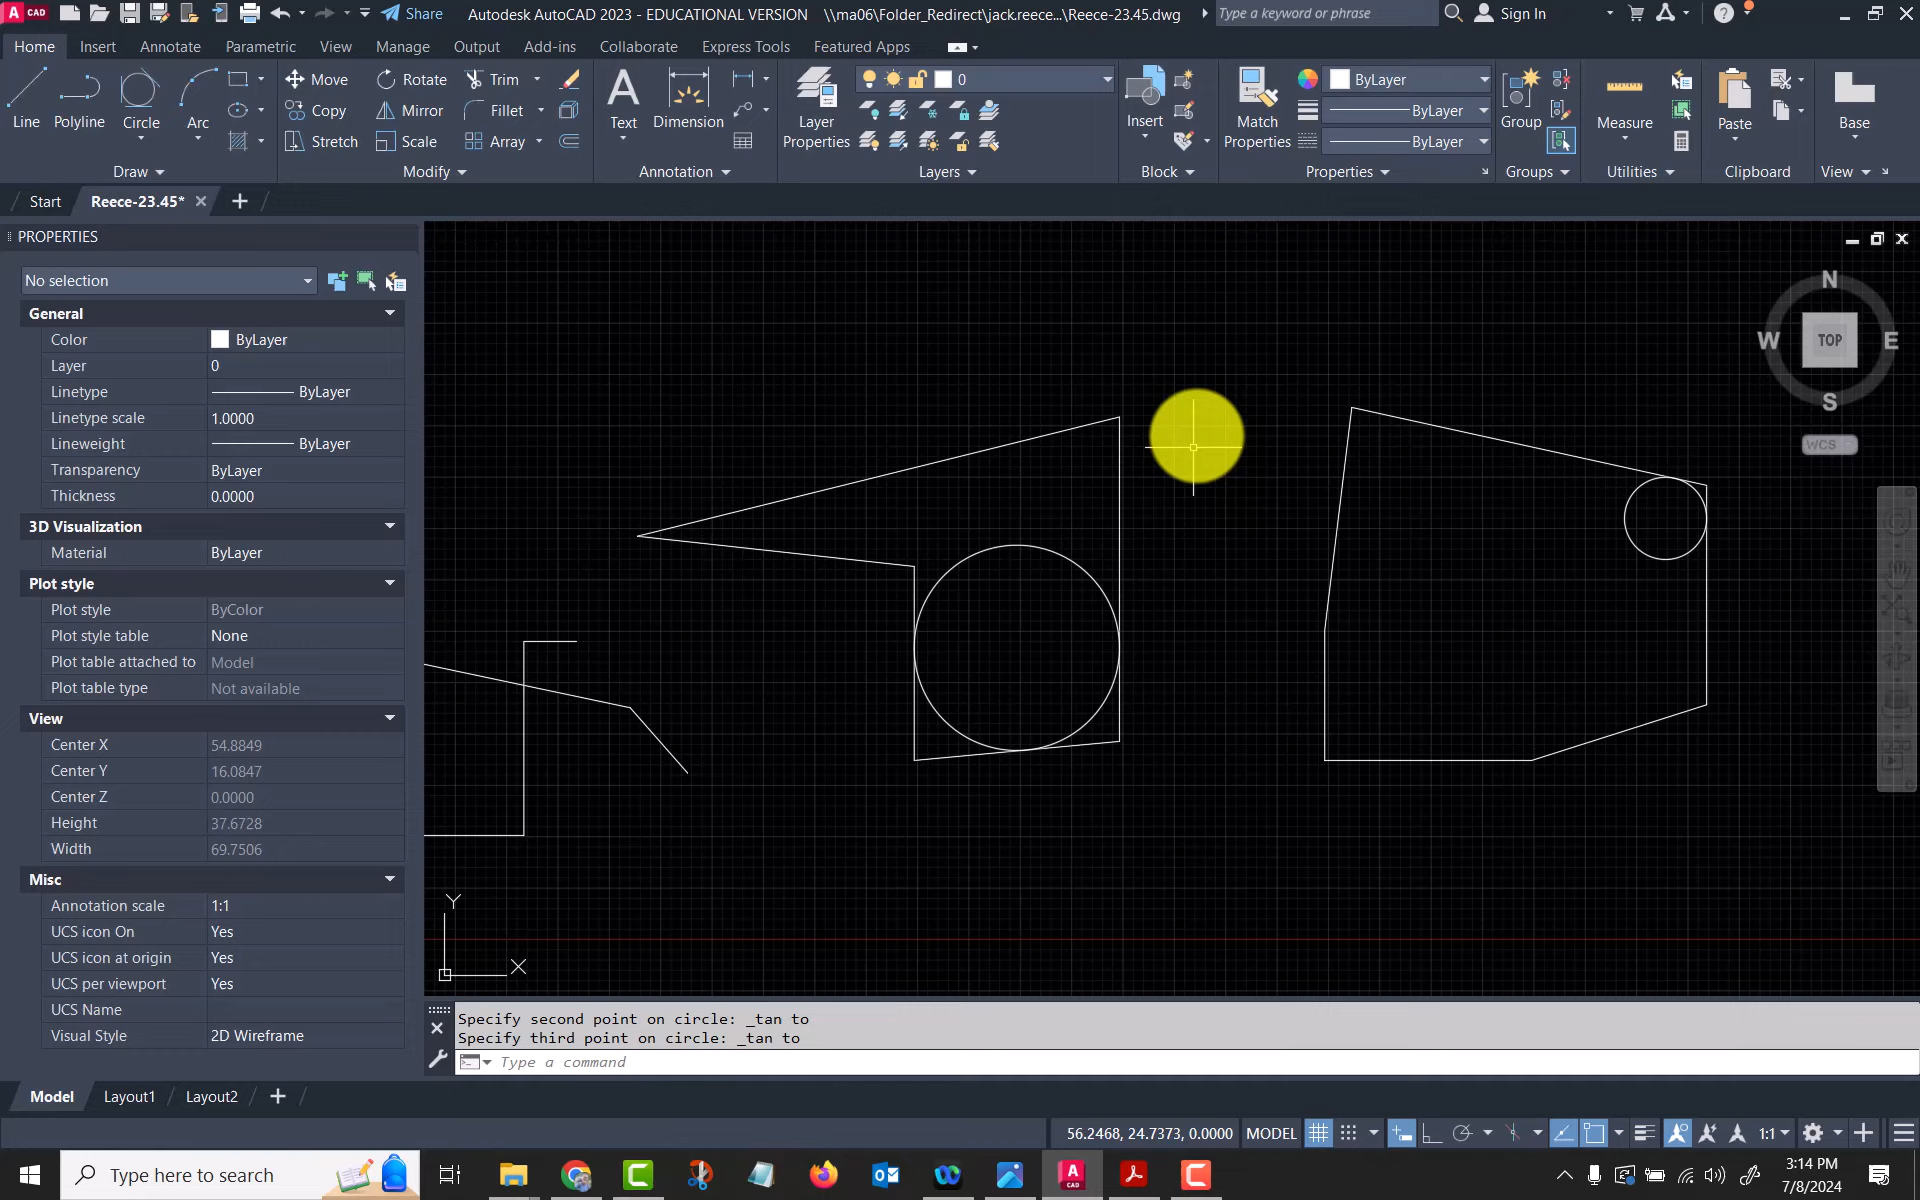 A CAD Share Autodesk AutoCAD 2023 - EDUCATIONAL VERSION \\ma06\Folder_Redirect\jack.reece...\Reece-23.45.dwg Type a keyword or phrase Sign In
Home Insert Annotate Parametric View Manage Output Add-ins Collaborate Express Tools Featured Apps
Line Polyline Circle Arc
Move Rotate Trim
Copy Mirror Fillet
Stretch Scale Array
Text Dimension
Layer Properties
0
Insert
Match Properties
ByLayer
ByLayer
ByLayer
Group Measure Paste Base
Draw Modify Annotation Layers Block Properties Groups Utilities Clipboard View
Start Reece-23.45*
PROPERTIES
No selection
General
Color ByLayer
Layer 0
Linetype ByLayer
Linetype scale 1.0000
Lineweight ByLayer
Transparency ByLayer
Thickness 0.0000
3D Visualization
Material ByLayer
Plot style
Plot style ByColor
Plot style table None
Plot table attached to Model
Plot table type Not available
View
Center X 54.8849
Center Y 16.0847
Center Z 0.0000
Height 37.6728
Width 69.7506
Misc
Annotation scale 1:1
UCS icon On Yes
UCS icon at origin Yes
UCS per viewport Yes
UCS Name
Visual Style 2D Wireframe
N
W TOP E
S
WCS
Y
X
Specify second point on circle: _tan to
Specify third point on circle: _tan to
Type a command
Model Layout1 Layout2
56.2468, 24.7373, 0.0000 MODEL 1:1
Type here to search
3:14 PM
7/8/2024